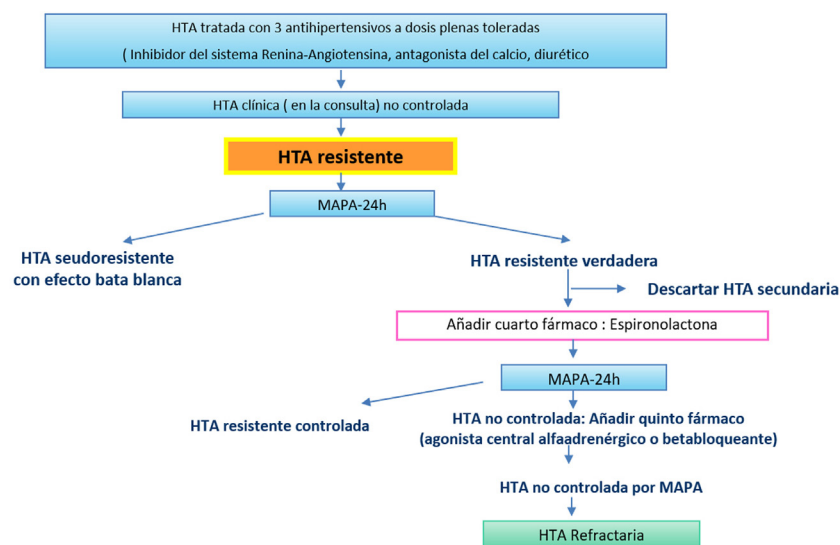 HTA tratada con 3 antihipertensivos a dosis plenas toleradas
( Inhibidor del sistema Renina-Angiotensina, antagonista del calcio, diurético
HTA clínica ( en la consulta) no controlada
HTA resistente
MAPA-24h
HTA seudoresistente
con efecto bata blanca
HTA resistente verdadera
Descartar HTA secundaria
Añadir cuarto fármaco : Espironolactona
MAPA-24h
HTA resistente controlada
HTA no controlada: Añadir quinto fármaco
(agonista central alfaadrenérgico o betabloqueante)
HTA no controlada por MAPA
HTA Refractaria